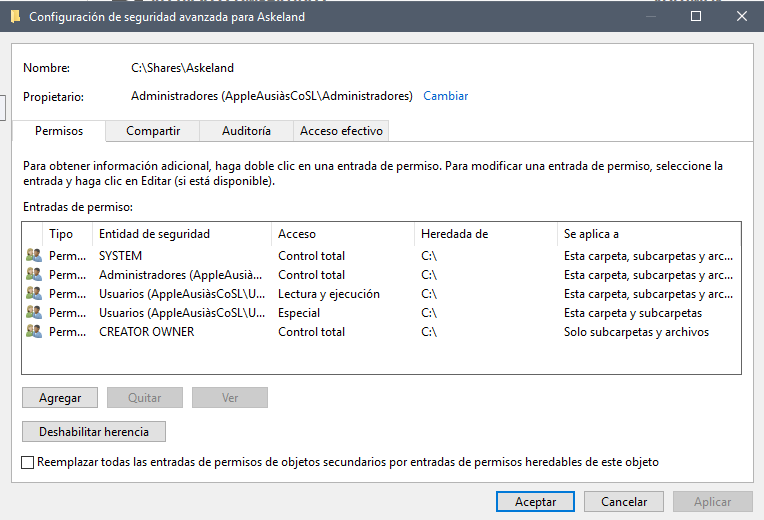 Configuración de seguridad avanzada para Askeland
Nombre: C:\Shares\Askeland
Propietario: Administradores (AppleAusiàsCoSL\Administradores) Cambiar
Permisos Compartir Auditoría Acceso efectivo
Para obtener información adicional, haga doble clic en una entrada de permiso. Para modificar una entrada de permiso, seleccione la
entrada y haga clic en Editar (si está disponible).
Entradas de permiso:
Tipo Entidad de seguridad Acceso Heredada de Se aplica a
Perm... SYSTEM Control total C:\ Esta carpeta, subcarpetas y arc...
Perm... Administradores (AppleAusià... Control total C:\ Esta carpeta, subcarpetas y arc...
Perm... Usuarios (AppleAusiàsCoSL\U... Lectura y ejecución C:\ Esta carpeta, subcarpetas y arc...
Perm... Usuarios (AppleAusiàsCoSL\U... Especial C:\ Esta carpeta y subcarpetas
Perm... CREATOR OWNER Control total C:\ Solo subcarpetas y archivos
Agregar Quitar Ver
Deshabilitar herencia
Reemplazar todas las entradas de permisos de objetos secundarios por entradas de permisos heredables de este objeto
Aceptar Cancelar Aplicar